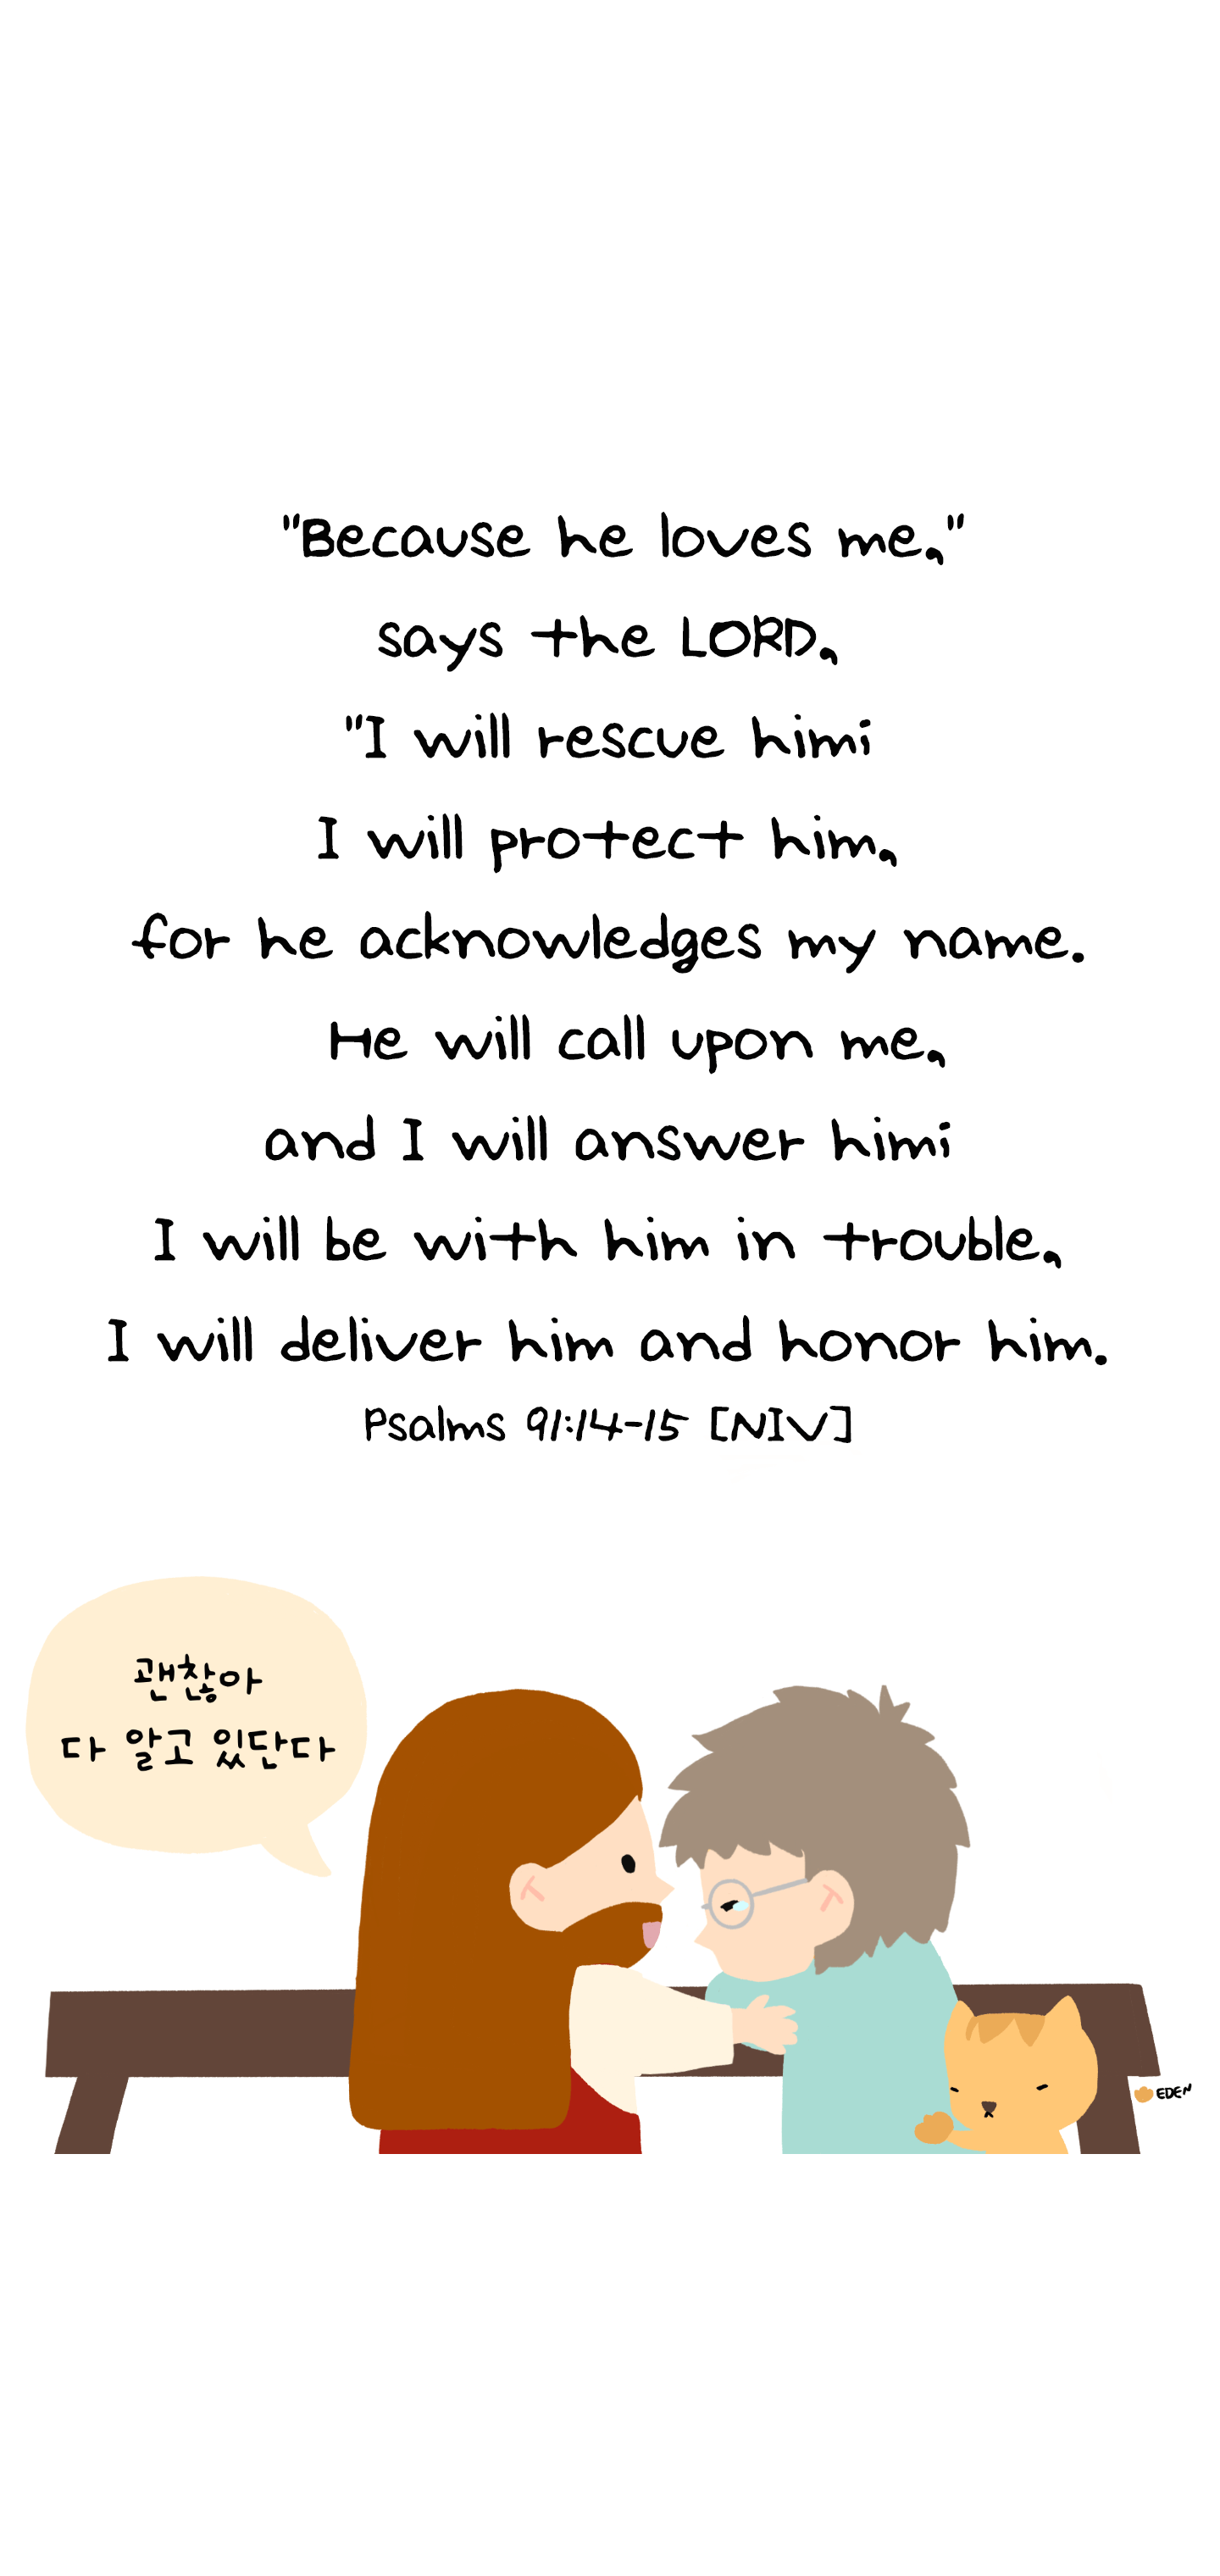 "Because he loves me,"
says the LORD,
"I will rescue him;
I will protect him,
for he acknowledges my name.
He will call upon me,
and I will answer him;
I will be with him in trouble,
I will deliver him and honor him.
Psalms 91:14-15 [NIV]
괜찮아
다 알고 있단다
EDEN